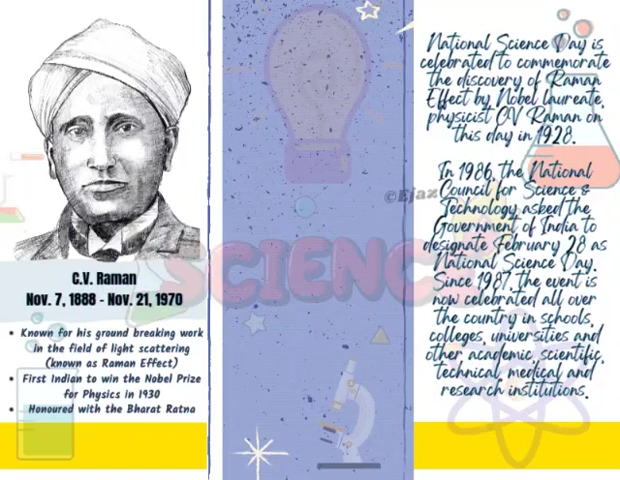 C.V. Raman
Nov. 7, 1888 - Nov. 21, 1970
• Known for his ground breaking work
in the field of light scattering
(known as Raman Effect)
• First Indian to win the Nobel Prize
for Physics in 1930
• Honoured with the Bharat Ratna
©Ejaz
SCIENC
National Science Day is
celebrated to commemorate
the discovery of Raman
Effect by Nobel laureate,
physicist CV Raman on
this day in 1928.
In 1986, the National
Council for Science &
Technology asked the
Government of India to
designate February 28 as
National Science Day.
Since 1987, the event is
now celebrated all over
the country in schools,
colleges, universities and
other academic, scientific,
technical, medical and
research institutions.